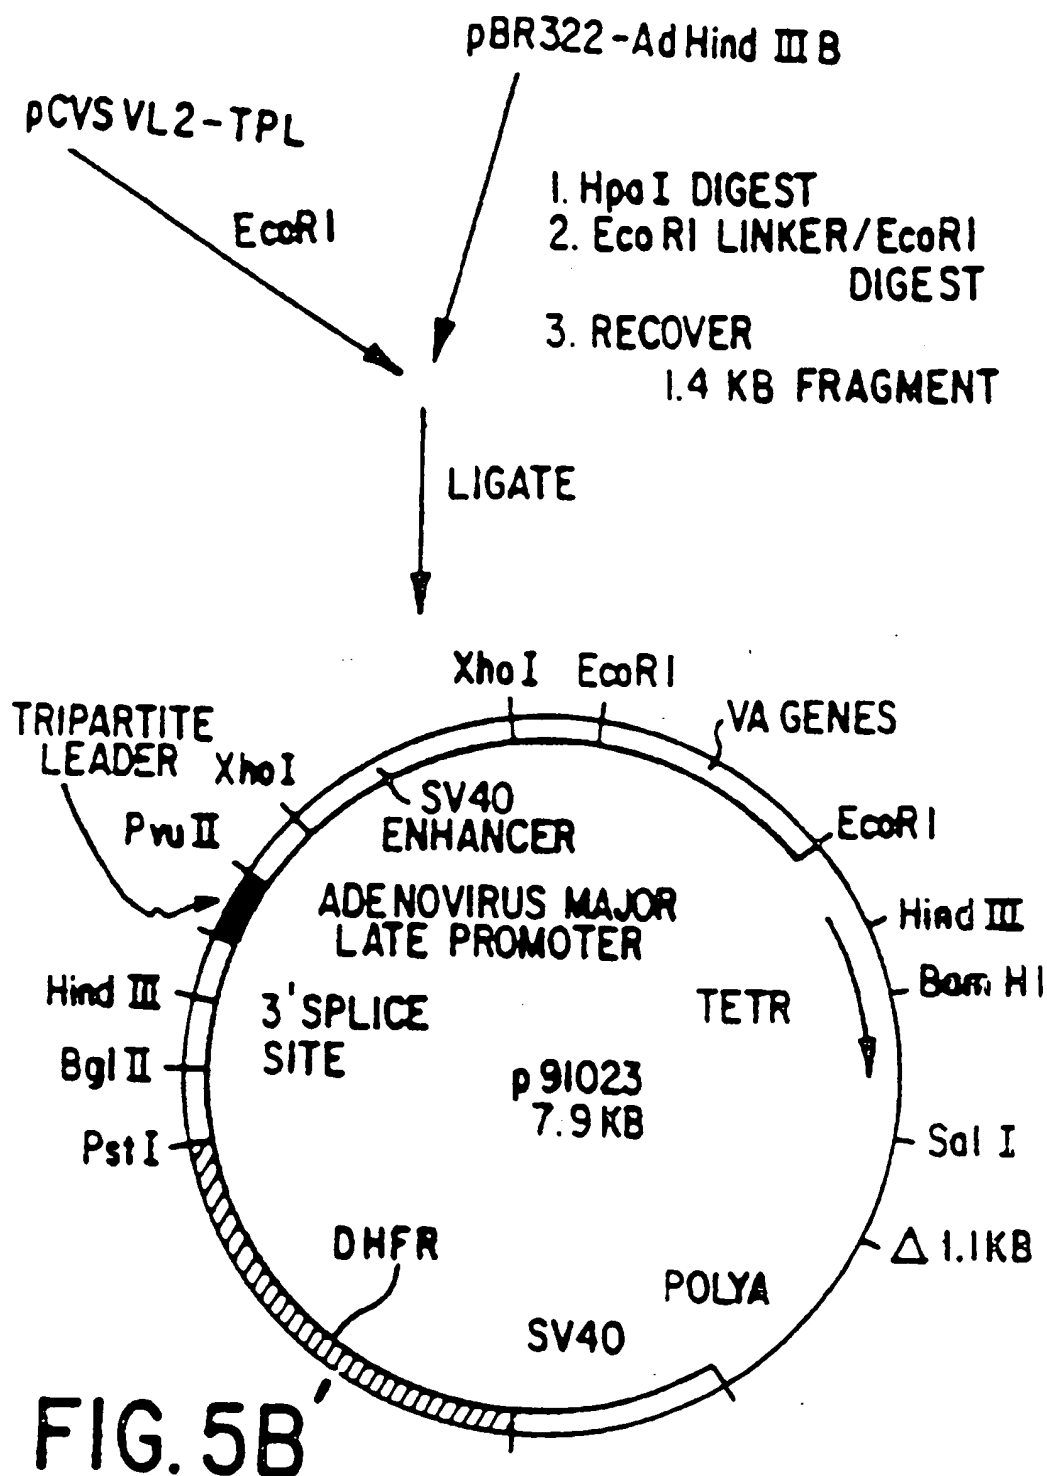 pBR322-Ad Hind III B
pCVSVL2-TPL
EcoRI
1. HpaI DIGEST
2. EcoRI LINKER/EcoRI
DIGEST
3. RECOVER
1.4 KB FRAGMENT
LIGATE
XhoI EcoRI
TRIPARTITE
LEADER
VA GENES
XhoI
SV40
ENHANCER
PvuII
EcoRI
ADENOVIRUS MAJOR
LATE PROMOTER
Hind III
Hind III
3' SPLICE
SITE
TETR
Bam HI
BglII
p91023
7.9 KB
PstI
Sal I
DHFR
Δ 1.1KB
POLYA
SV40
FIG. 5B'